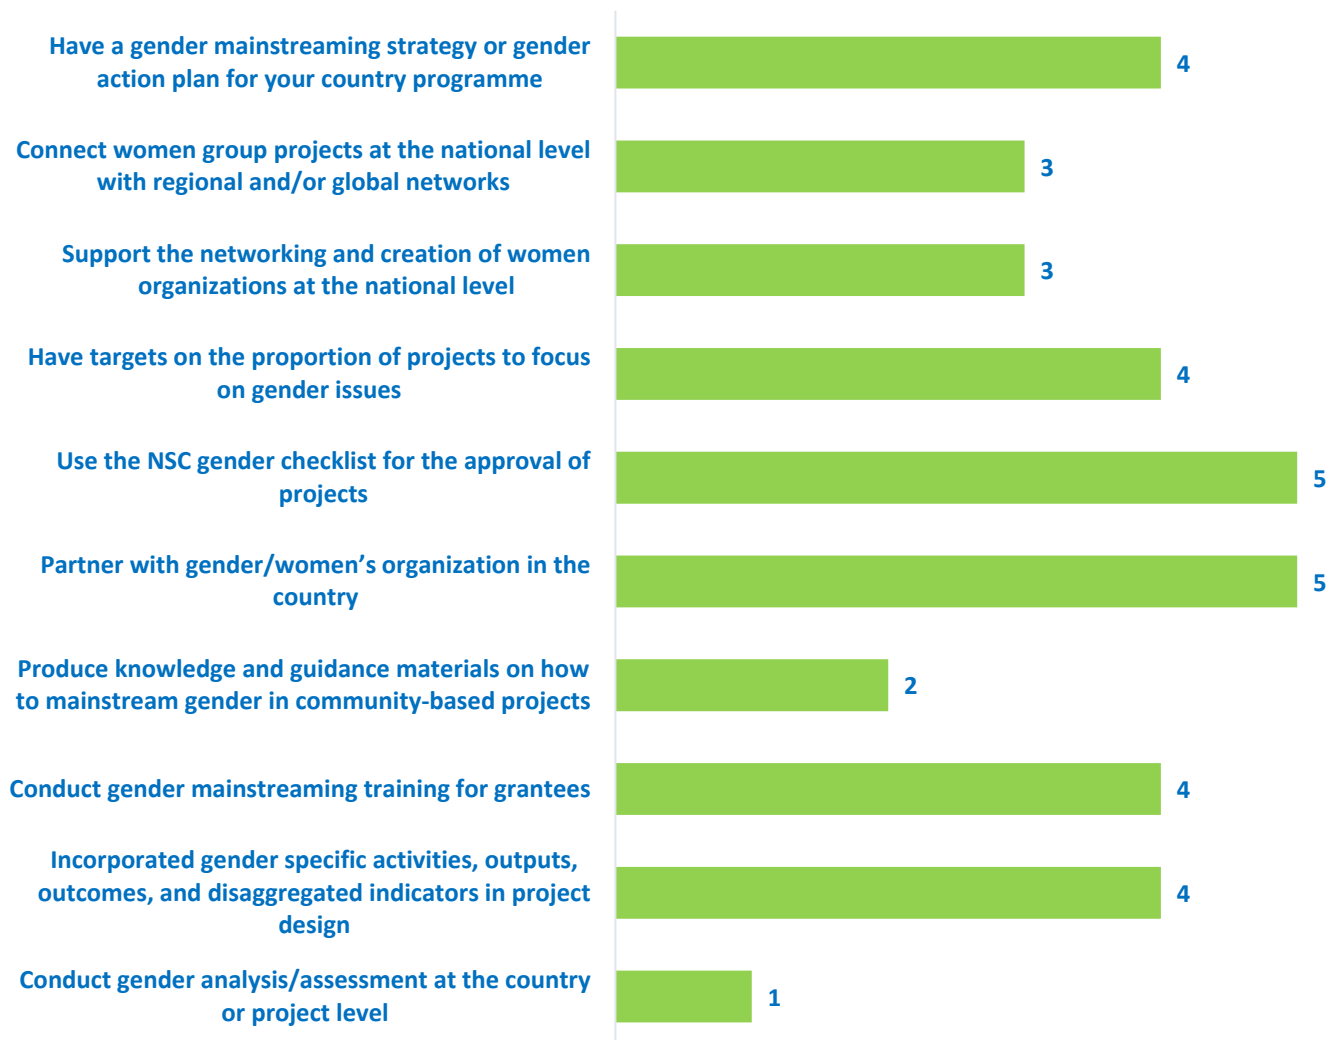 Have a gender mainstreaming strategy or gender
action plan for your country programme
4
Connect women group projects at the national level
with regional and/or global networks
3
Support the networking and creation of women
organizations at the national level
3
Have targets on the proportion of projects to focus
on gender issues
4
Use the NSC gender checklist for the approval of
projects
5
Partner with gender/women’s organization in the
country
5
Produce knowledge and guidance materials on how
to mainstream gender in community-based projects
2
Conduct gender mainstreaming training for grantees
4
Incorporated gender specific activities, outputs,
outcomes, and disaggregated indicators in project
design
4
Conduct gender analysis/assessment at the country
or project level
1